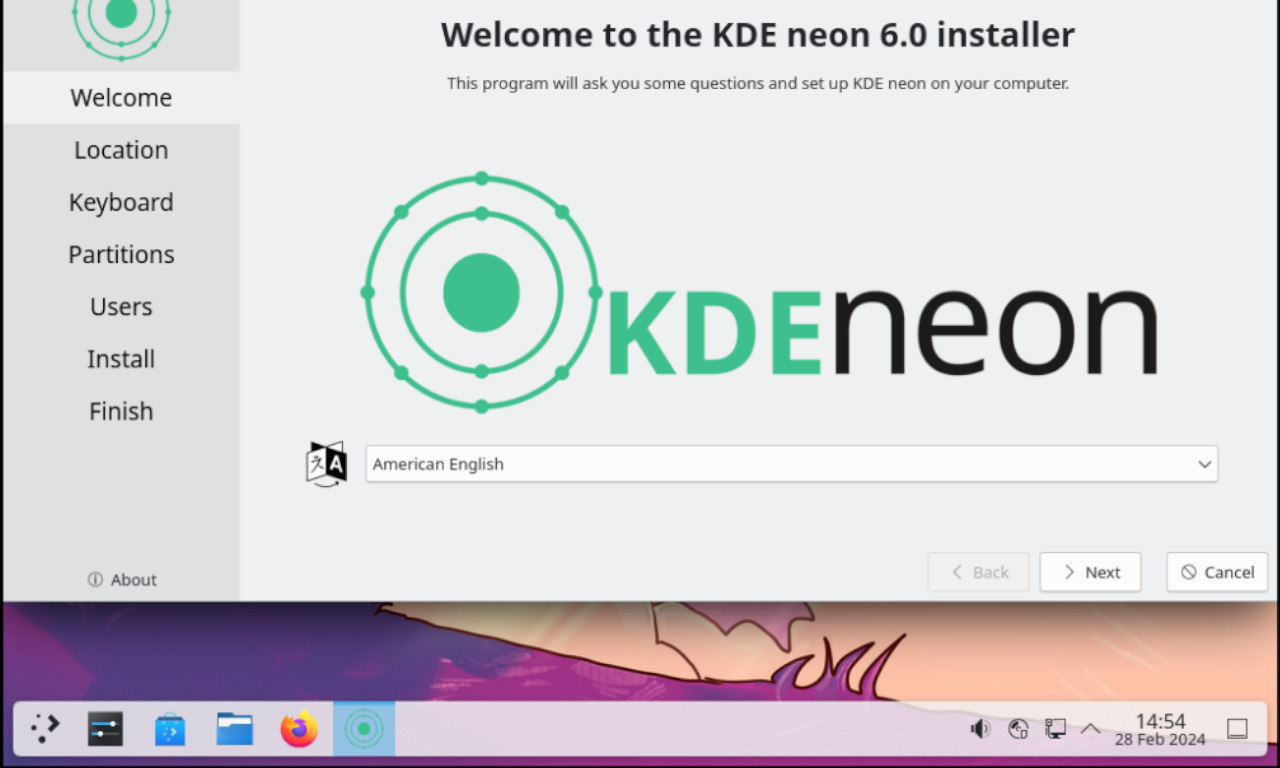 Welcome to the KDE neon 6.0 installer
This program will ask you some questions and set up KDE neon on your computer.
Welcome
Location
Keyboard
Partitions
Users
Install
Finish
KDEneon
American English
About
Back
Next
Cancel
14:54
28 Feb 2024